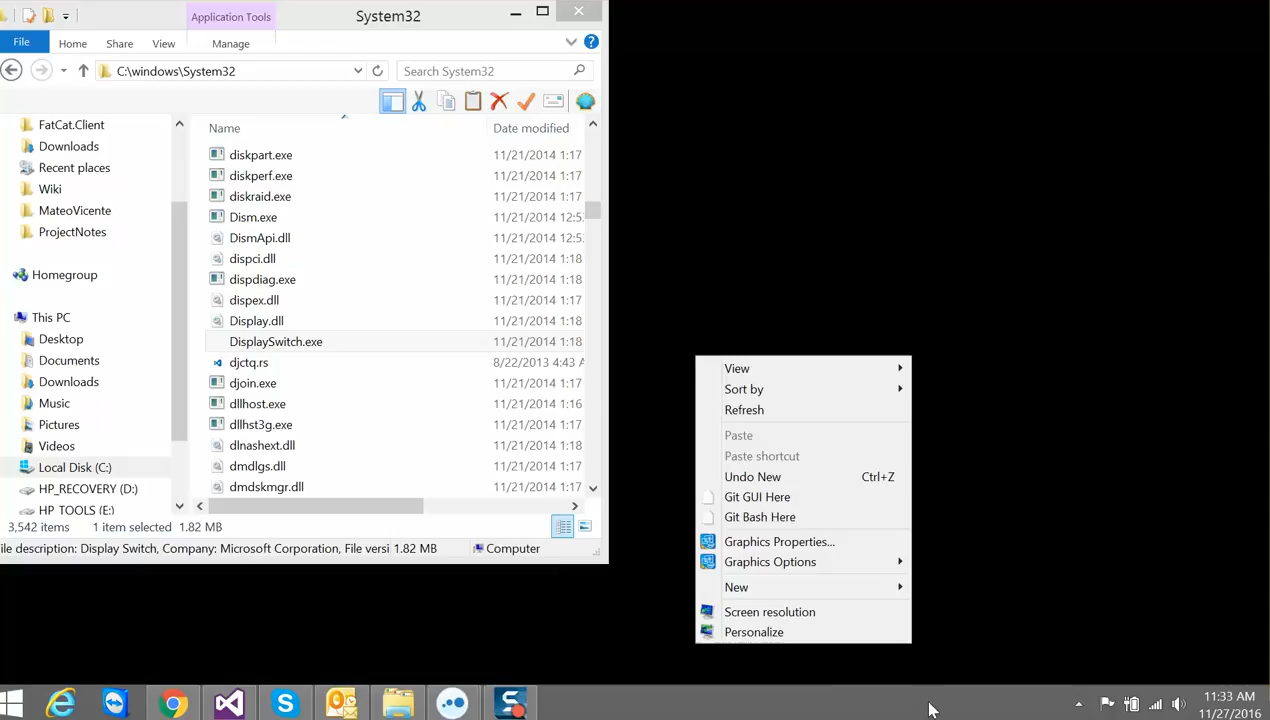 Application Tools
System32
File
Home
Share
View
Manage
C:\windows\System32
Search System32
Name
Date modified
FatCat.Client
Downloads
Recent places
Wiki
MateoVicente
ProjectNotes
Homegroup
This PC
Desktop
Documents
Downloads
Music
Pictures
Videos
Local Disk (C:)
HP_RECOVERY (D:)
HP_TOOLS (E:)
diskpart.exe 11/21/2014 1:17
diskperf.exe 11/21/2014 1:17
diskraid.exe 11/21/2014 1:17
Dism.exe 11/21/2014 12:5
DismApi.dll 11/21/2014 12:5
dispci.dll 11/21/2014 1:18
dispdiag.exe 11/21/2014 1:18
dispex.dll 11/21/2014 1:17
Display.dll 11/21/2014 1:18
DisplaySwitch.exe 11/21/2014 1:18
djctq.rs 8/22/2013 4:43 A
djoin.exe 11/21/2014 1:17
dllhost.exe 11/21/2014 1:16
dllhst3g.exe 11/21/2014 1:17
dlnashext.dll 11/21/2014 1:18
dmdlgs.dll 11/21/2014 1:17
dmdskmgr.dll 11/21/2014 1:17
3,542 items 1 item selected 1.82 MB
ile description: Display Switch, Company: Microsoft Corporation, File versi 1.82 MB
Computer
View
Sort by
Refresh
Paste
Paste shortcut
Undo New Ctrl+Z
Git GUI Here
Git Bash Here
Graphics Properties...
Graphics Options
New
Screen resolution
Personalize
11:33 AM
11/27/2016